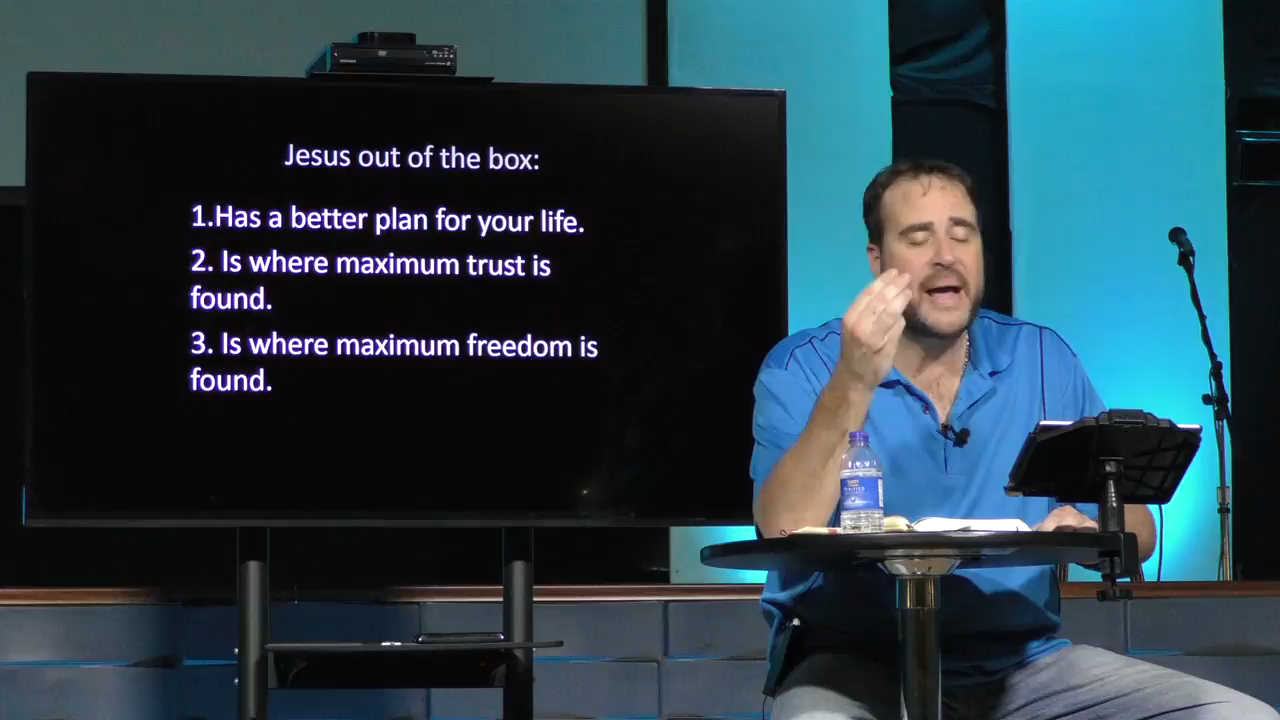 Jesus out of the box:
1.Has a better plan for your life.
2. Is where maximum trust is
found.
3. Is where maximum freedom is
found.